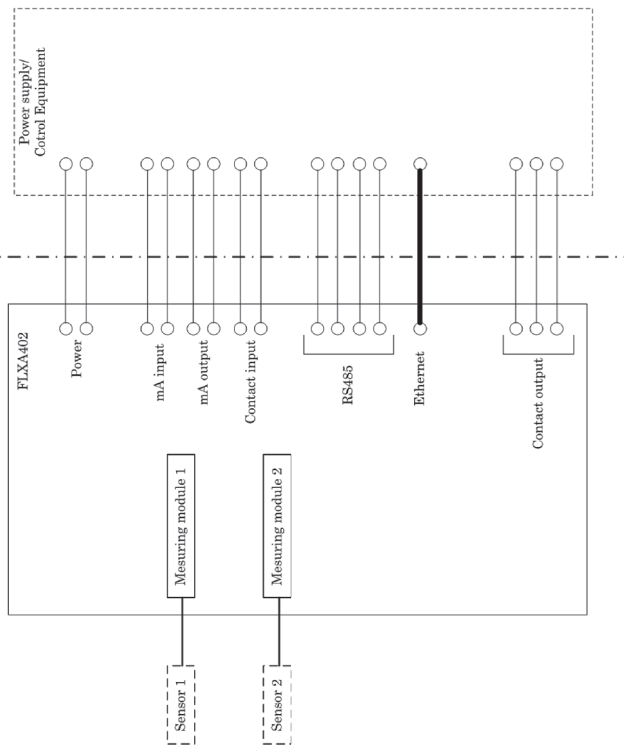 Power supply/
Cotrol Equipment
FLXA402
Power
mA input
mA output
Contact input
RS485
Ethernet
Contact output
Mesuring module 1
Mesuring module 2
Sensor 1
Sensor 2